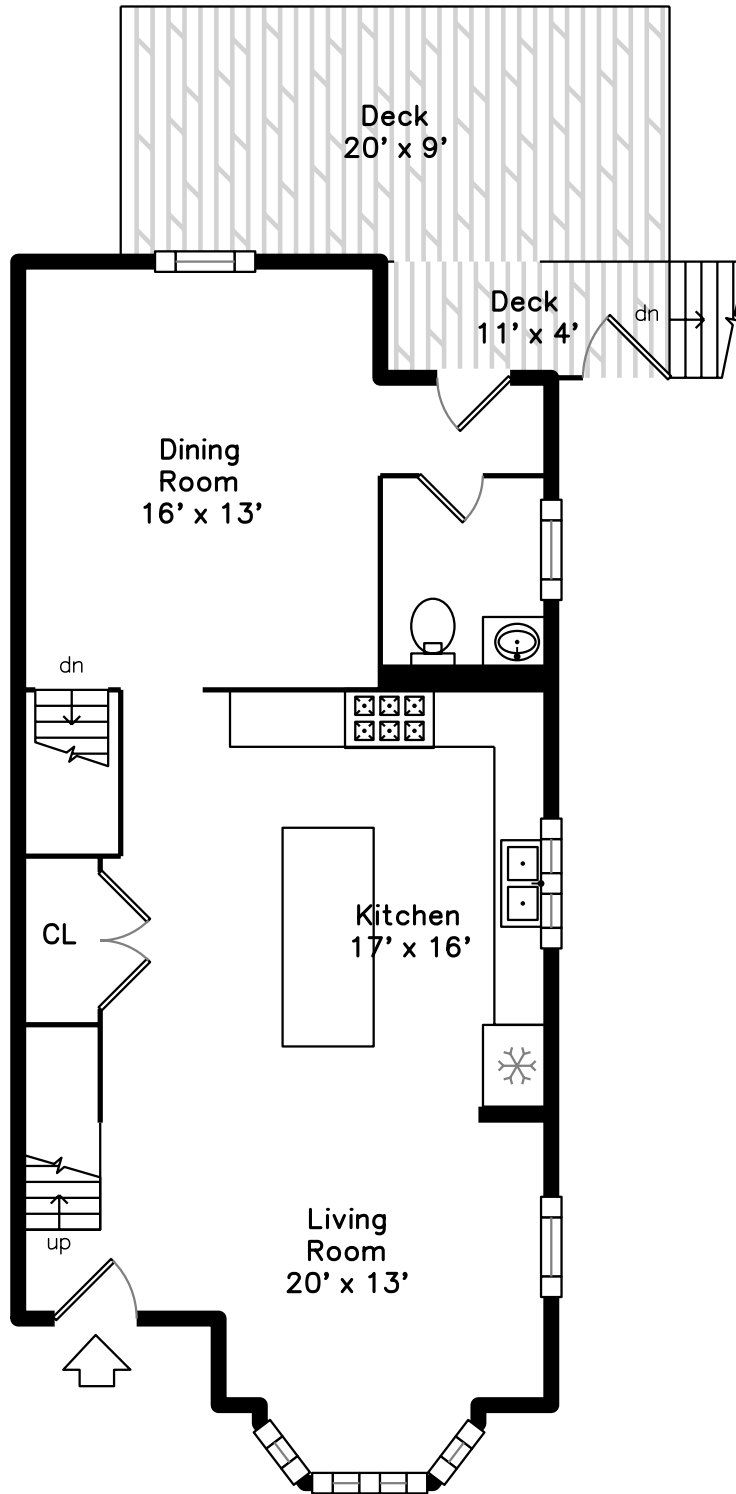 Deck
20' x 9'
Deck
11' x 4'
dn
Dining
Room
16' x 13'
dn
CL
Kitchen
17' x 16'
Living
Room
20' x 13'
up